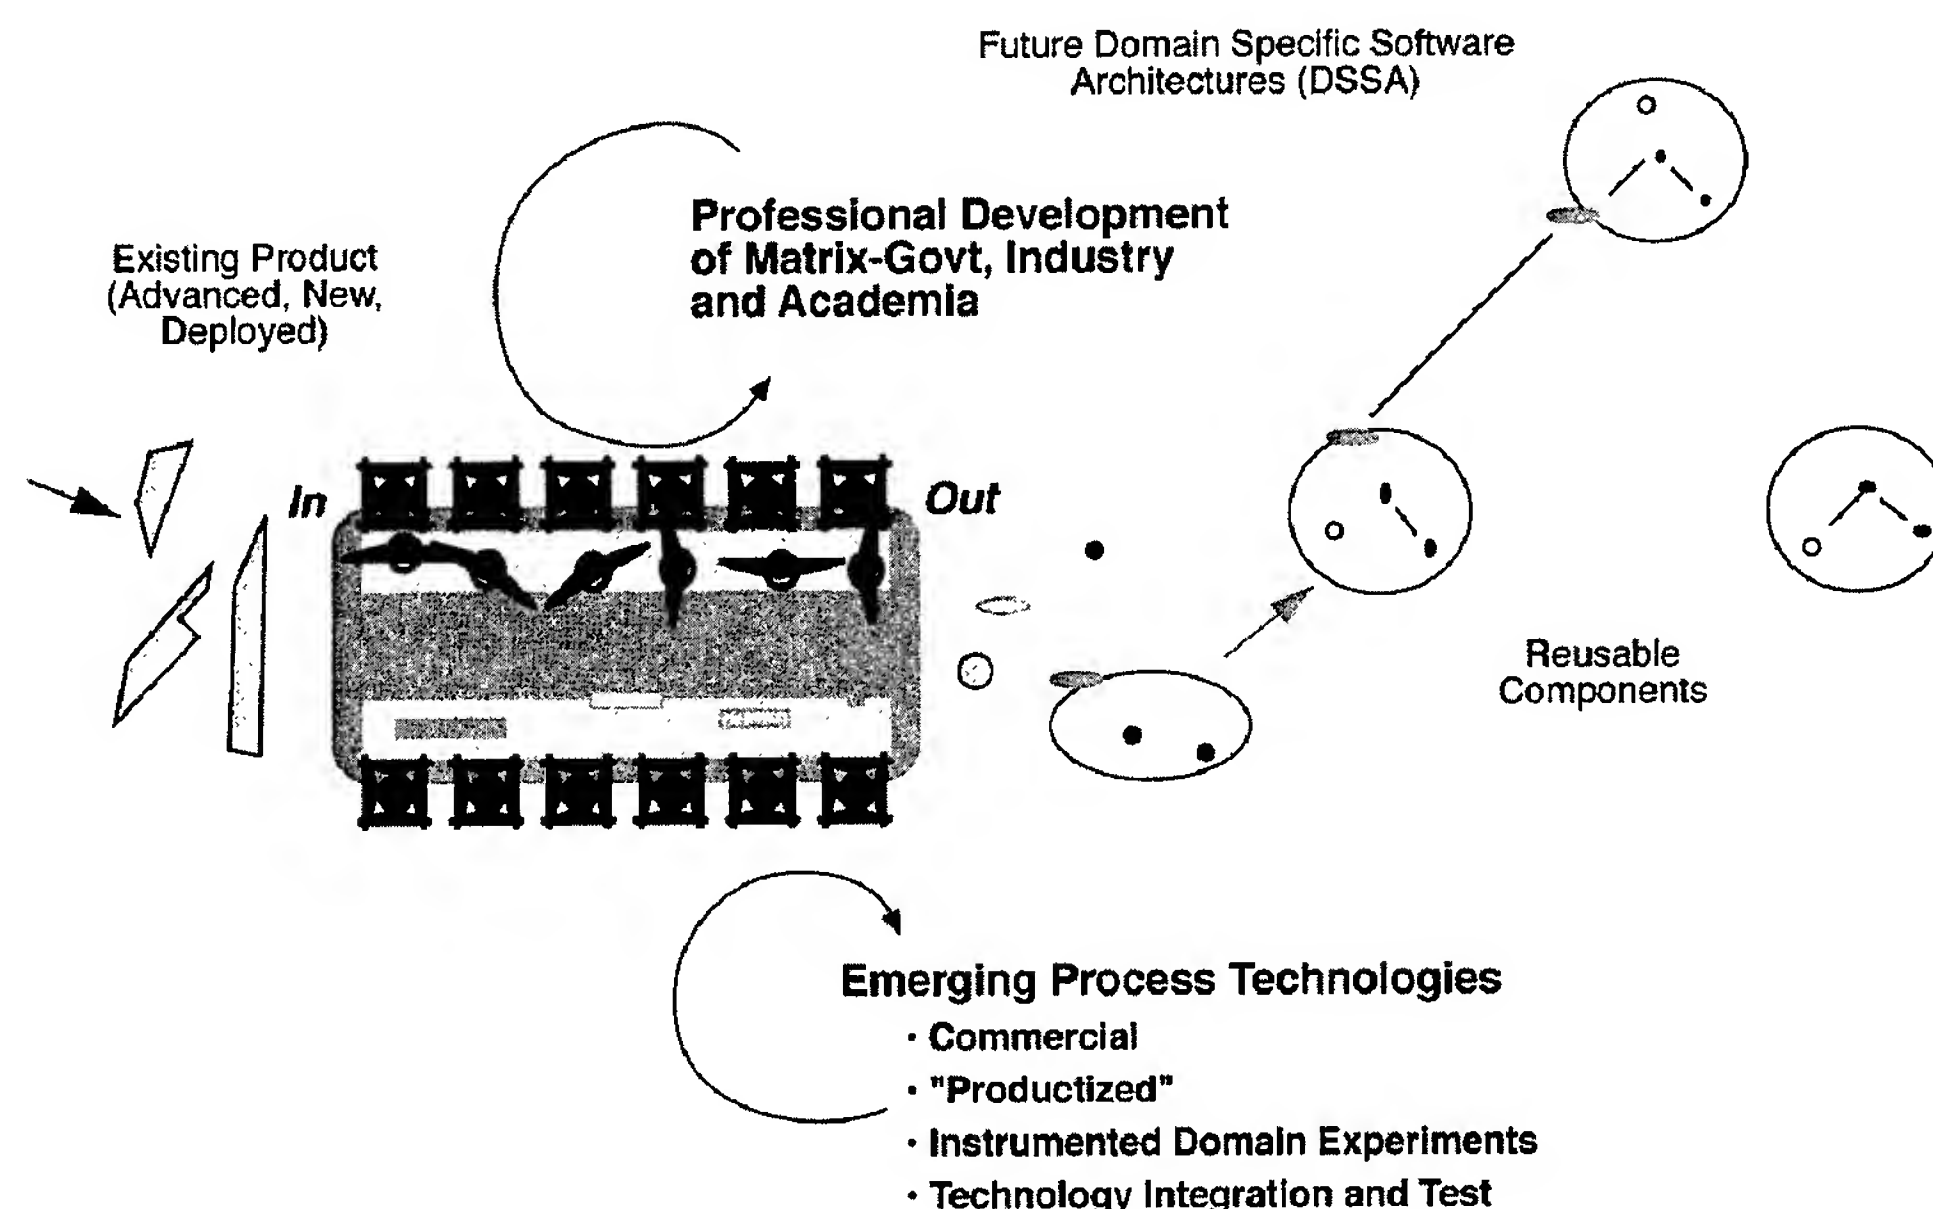 Future Domain Specific Software
Architectures (DSSA)
Professional Development
of Matrix-Govt, Industry
and Academia
Existing Product
(Advanced, New,
Deployed)
In
Out
Reusable
Components
Emerging Process Technologies
· Commercial
· "Productized"
· Instrumented Domain Experiments
· Technology Integration and Test